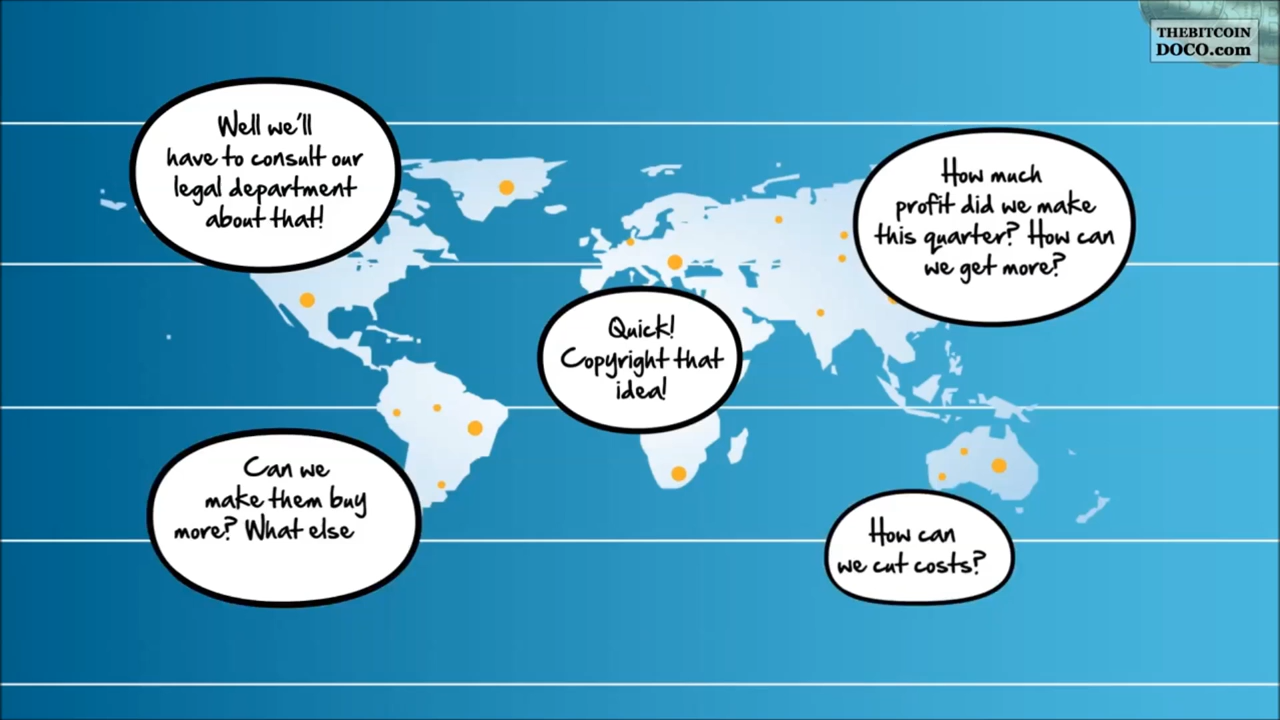 THEBITCOIN
DOCO.com
Well we'll
have to consult our
legal department
about that!
How much
profit did we make
this quarter? How can
we get more?
Quick!
Copyright that
idea!
Can we
make them buy
more? What else
How can
we cut costs?